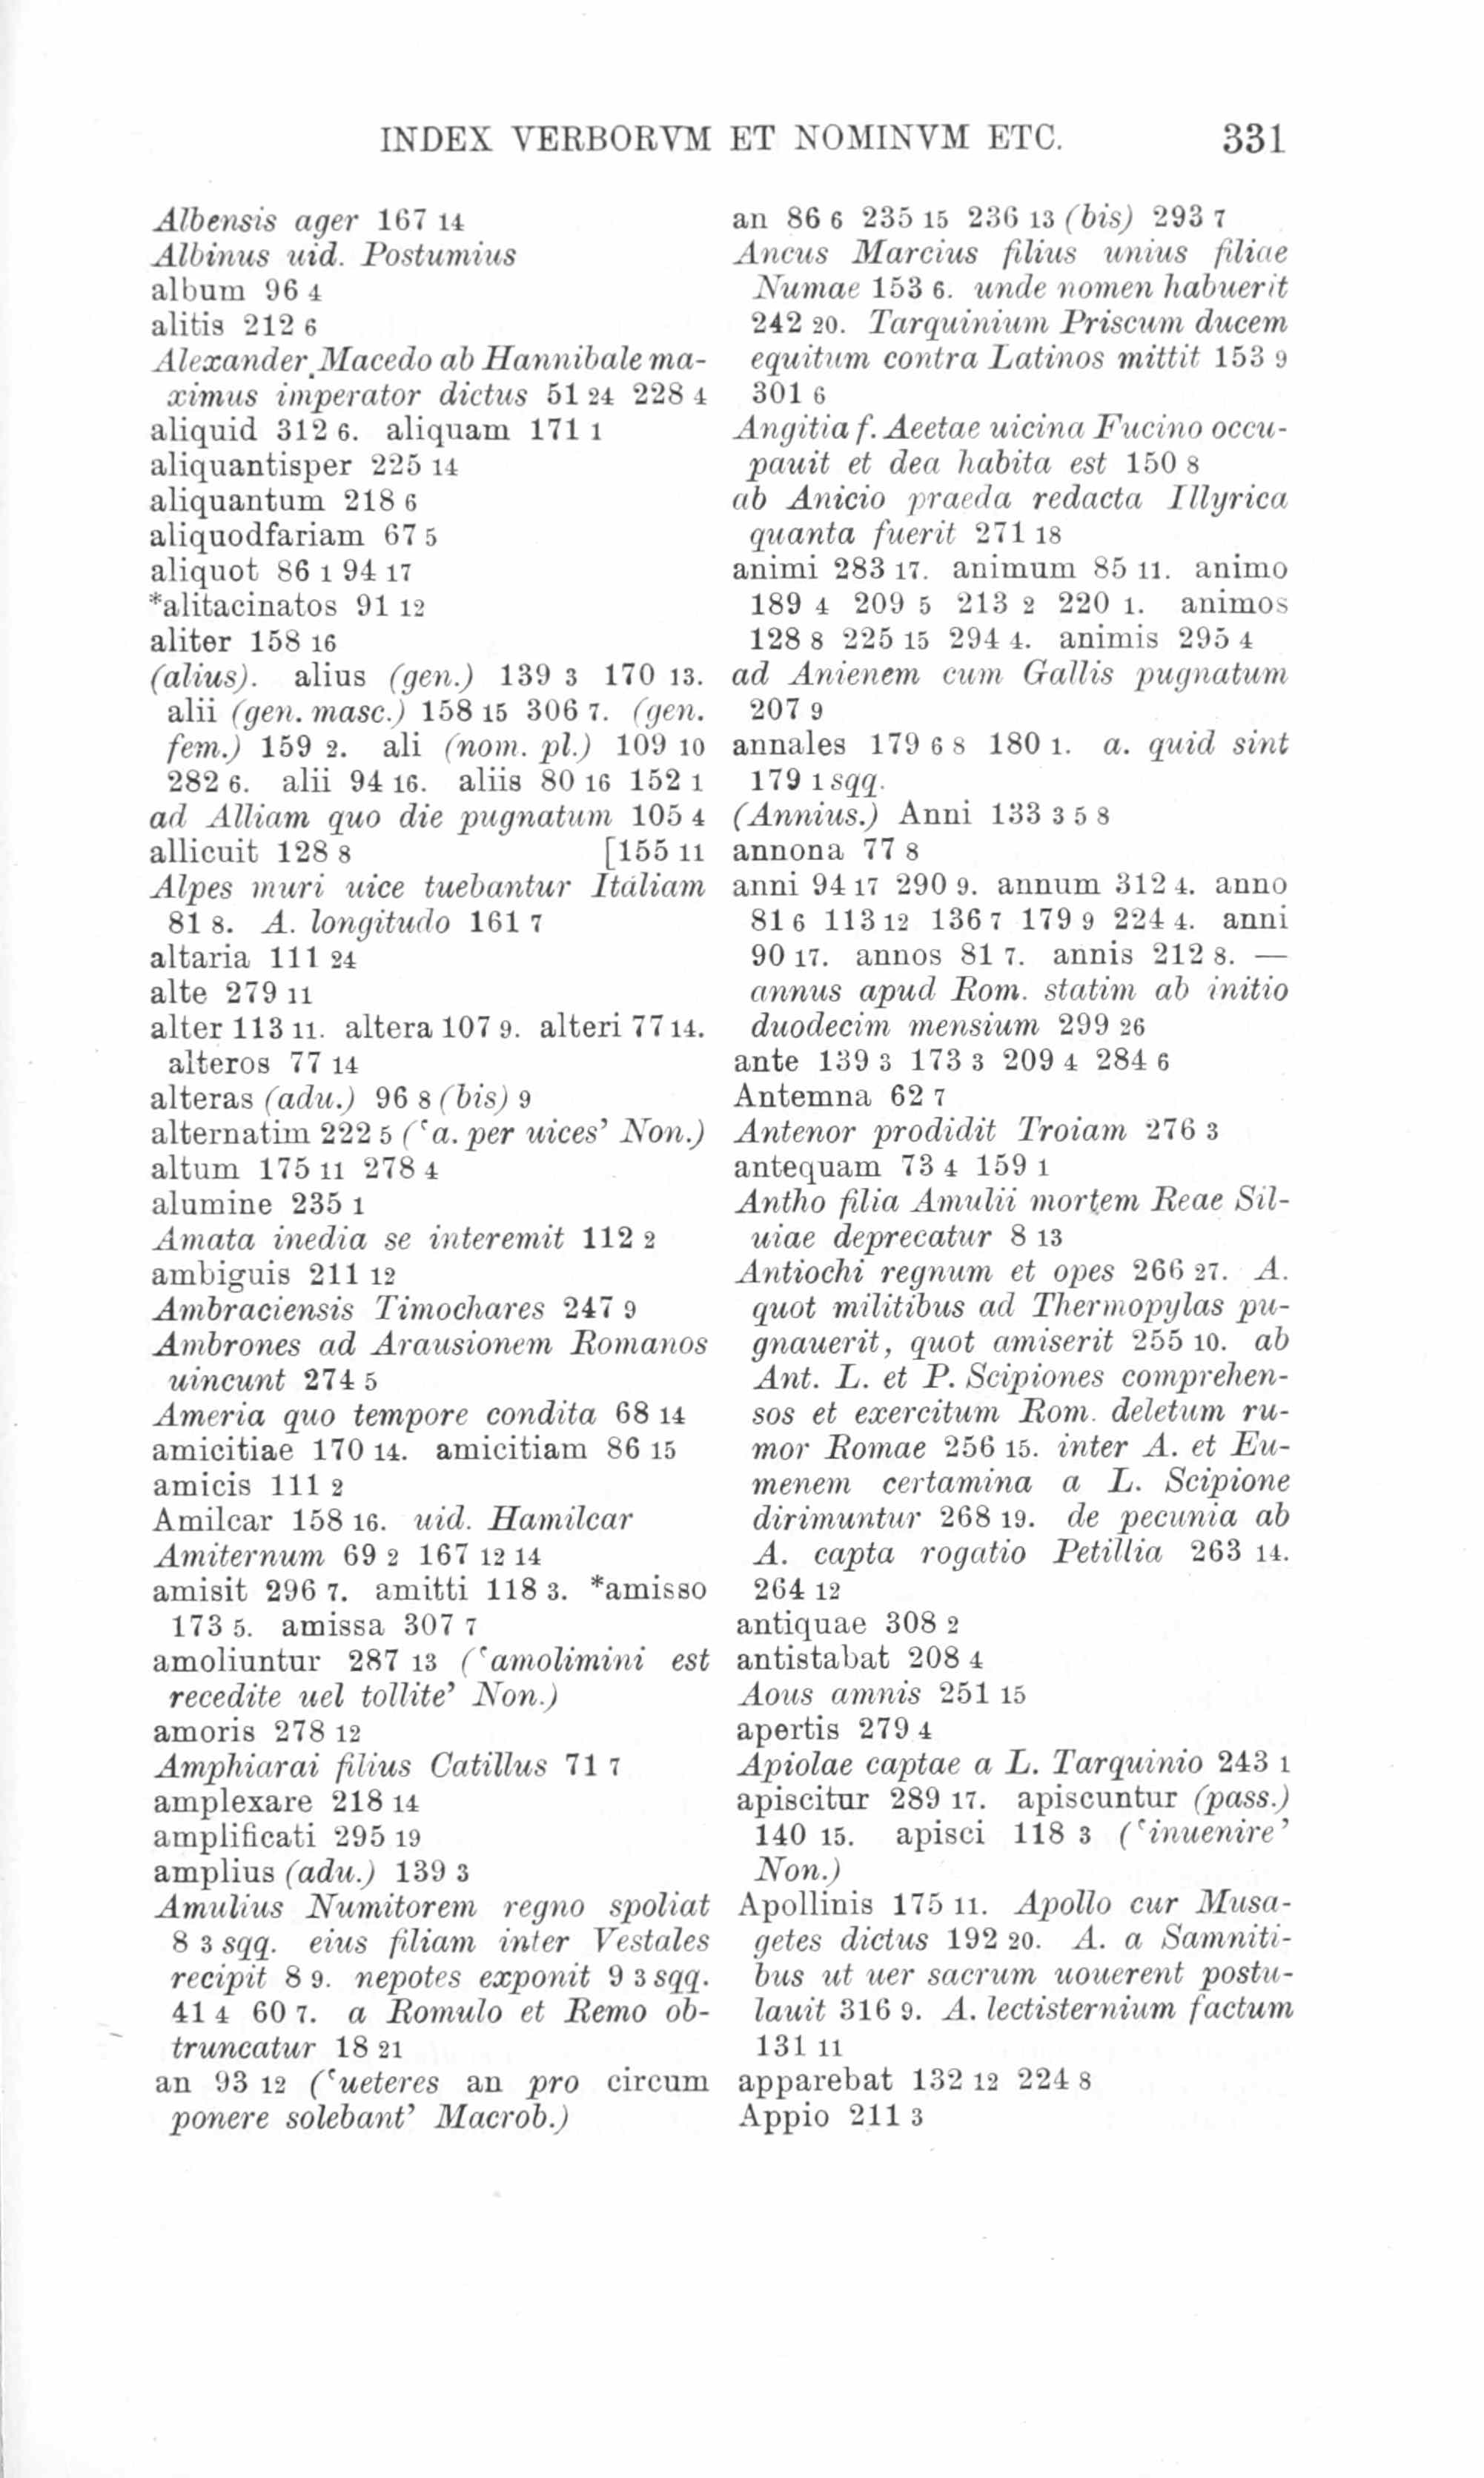 INDEX VERBORVM ET NOMINVM ETC. 331
Albensis ager 167 14
Albinus uid. Postumius
album 96 4
alitis 212 6
Alexander Macedo ab Hannibale ma-
ximus imperator dictus 51 24 228 4
aliquid 312 6. aliquam 171 1
aliquantisper 225 14
aliquantum 218 6
aliquodfariam 67 5
aliquot 86 1 94 17
*alitacinatos 91 12
aliter 158 16
(alius). alius (gen.) 139 3 170 13.
alii (gen. masc.) 158 15 306 7. (gen.
fem.) 159 2. ali (nom. pl.) 109 10
282 6. alii 94 16. aliis 80 16 152 1
ad Alliam quo die pugnatum 105 4
allicuit 128 8 [155 11
Alpes muri uice tuebantur Italiam
81 8. A. longitudo 161 7
altaria 111 24
alte 279 11
alter 113 11. altera 107 9. alteri 77 14.
alteros 77 14
alteras (adu.) 96 8 (bis) 9
alternatim 222 5 (‘a. per uices’ Non.)
altum 175 11 278 4
alumine 235 1
Amata inedia se interemit 112 2
ambiguis 211 12
Ambraciensis Timochares 247 9
Ambrones ad Arausionem Romanos
uincunt 274 5
Ameria quo tempore condita 68 14
amicitiae 170 14. amicitiam 86 15
amicis 111 2
Amilcar 158 16. uid. Hamilcar
Amiternum 69 2 167 12 14
amisit 296 7. amitti 118 3. *amisso
173 5. amissa 307 7
amoliuntur 287 13 (‘amolimini est
recedite uel tollite’ Non.)
amoris 278 12
Amphiarai filius Catillus 71 7
amplexare 218 14
amplificati 295 19
amplius (adu.) 139 3
Amulius Numitorem regno spoliat
8 3 sqq. eius filiam inter Vestales
recipit 8 9. nepotes exponit 9 3 sqq.
41 4 60 7. a Romulo et Remo ob-
truncatur 18 21
an 93 12 (‘ueteres an pro circum
ponere solebant’ Macrob.)
an 86 6 235 15 236 13 (bis) 293 7
Ancus Marcius filius unius filiae
Numae 153 6. unde nomen habuerit
242 20. Tarquinium Priscum ducem
equitum contra Latinos mittit 153 9
301 6
Angitia f. Aeetae uicina Fucino occu-
pauit et dea habita est 150 8
ab Anicio praeda redacta Illyrica
quanta fuerit 271 18
animi 283 17. animum 85 11. animo
189 4 209 5 213 2 220 1. animos
128 8 225 15 294 4. animis 295 4
ad Anienem cum Gallis pugnatum
207 9
annales 179 6 8 180 1. a. quid sint
179 1 sqq.
(Annius.) Anni 133 3 5 8
annona 77 8
anni 94 17 290 9. annum 312 4. anno
81 6 113 12 136 7 179 9 224 4. anni
90 17. annos 81 7. annis 212 8. —
annus apud Rom. statim ab initio
duodecim mensium 299 26
ante 139 3 173 3 209 4 284 6
Antemna 62 7
Antenor prodidit Troiam 276 3
antequam 73 4 159 1
Antho filia Amulii mortem Reae Sil-
uiae deprecatur 8 13
Antiochi regnum et opes 266 27. A.
quot militibus ad Thermopylas pu-
gnauerit, quot amiserit 255 10. ab
Ant. L. et P. Scipiones comprehen-
sos et exercitum Rom. deletum ru-
mor Romae 256 15. inter A. et Eu-
menem certamina a L. Scipione
dirimuntur 268 19. de pecunia ab
A. capta rogatio Petillia 263 14.
264 12
antiquae 308 2
antistabat 208 4
Aous amnis 251 15
apertis 279 4
Apiolae captae a L. Tarquinio 243 1
apiscitur 289 17. apiscuntur (pass.)
140 15. apisci 118 3 (‘inuenire’
Non.)
Apollinis 175 11. Apollo cur Musa-
getes dictus 192 20. A. a Samniti-
bus ut uer sacrum uouerent postu-
lauit 316 9. A. lectisternium factum
131 11
apparebat 132 12 224 8
Appio 211 3